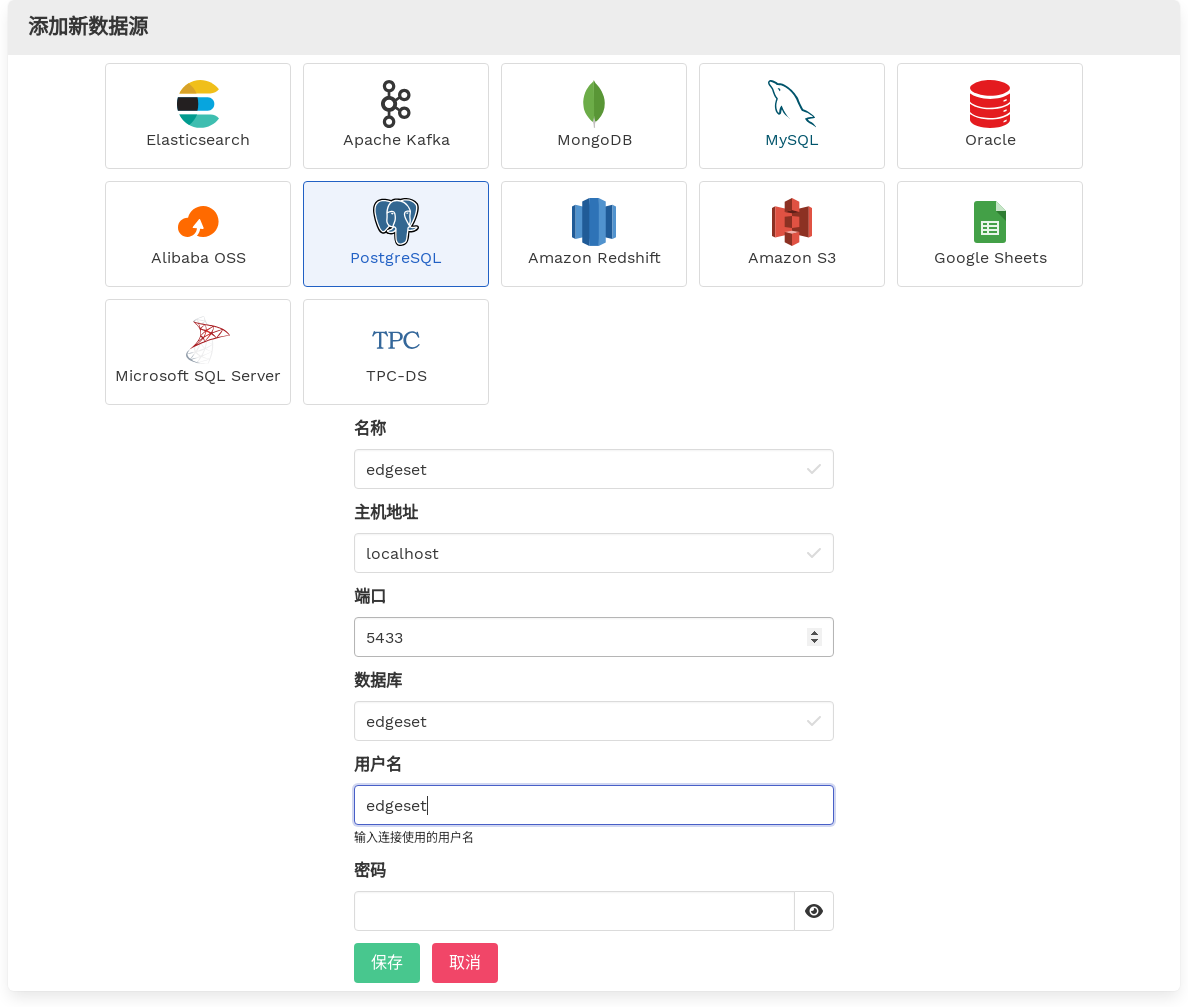 添加新数据源
Elasticsearch
Apache Kafka
MongoDB
MySQL
Oracle
Alibaba OSS
PostgreSQL
Amazon Redshift
Amazon S3
Google Sheets
Microsoft SQL Server
TPC
TPC-DS
名称
edgeset
主机地址
localhost
端口
5433
数据库
edgeset
用户名
edgeset
输入连接使用的用户名
密码
保存
取消